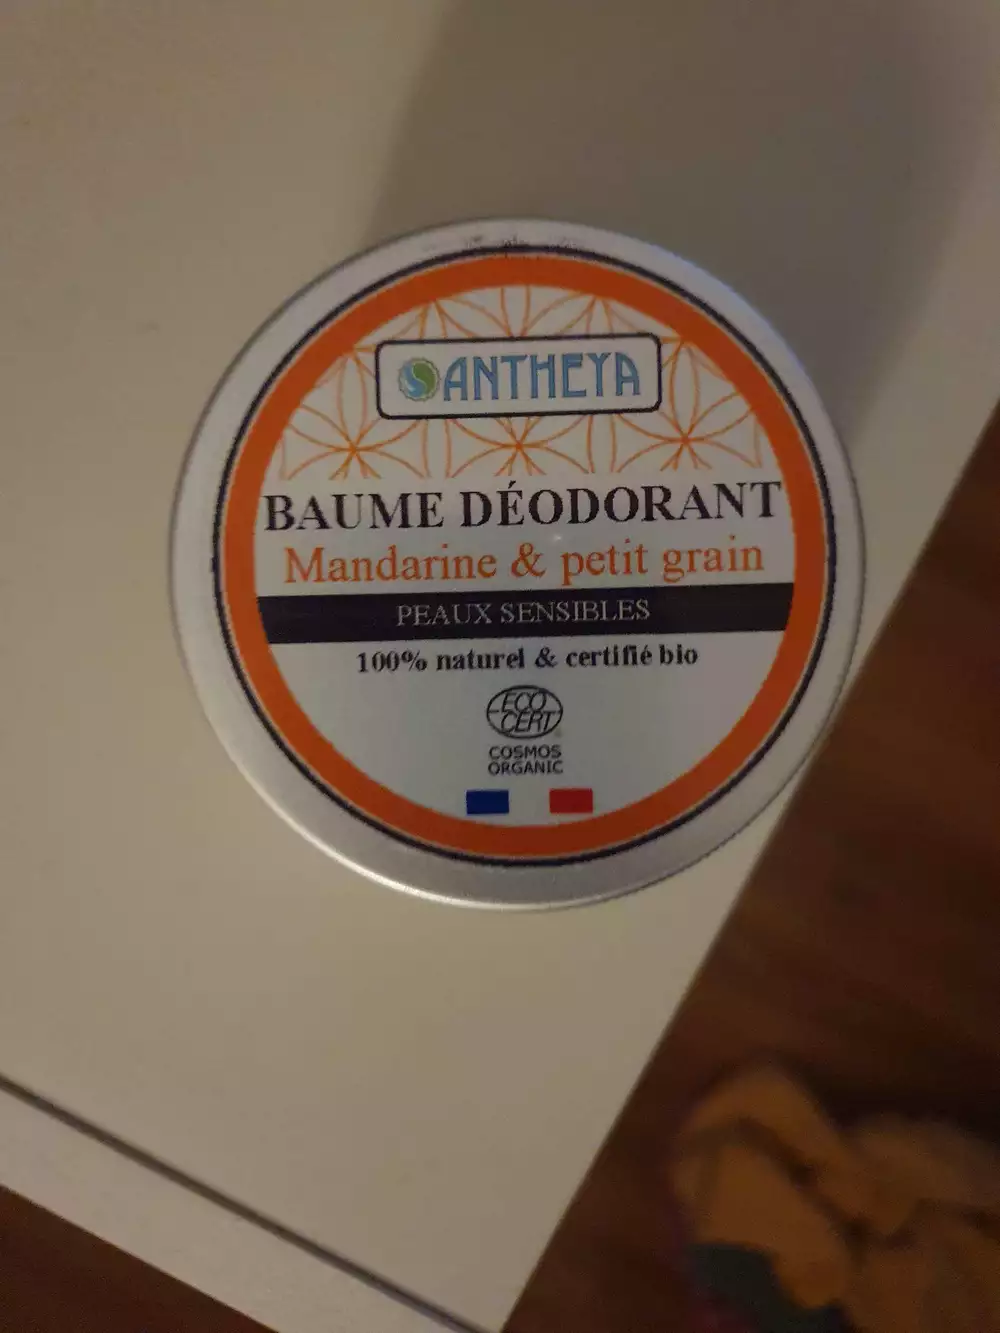 ANTHEYA
BAUME DÉODORANT
Mandarine & petit grain
PEAUX SENSIBLES
100% naturel & certifié bio
ECO
CERT
COSMOS
ORGANIC